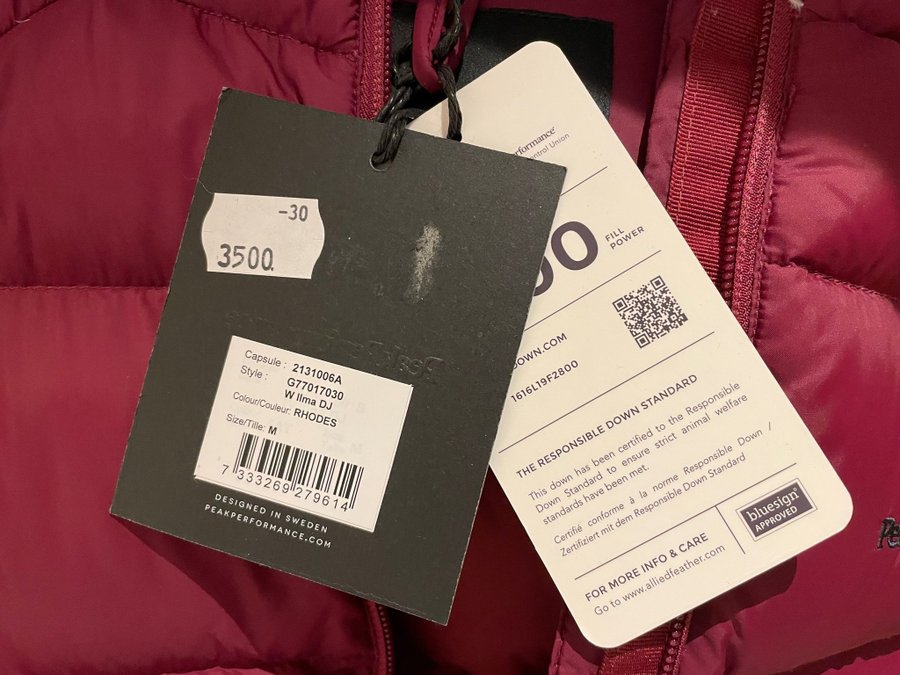 -30
3500.
Capsule : 2131006A
Style : G77017030
W Ilma DJ
Colour/Couleur: RHODES
Size/Tille: M
7 333269 279614
DESIGNED IN SWEDEN
PEAKPERFORMANCE.COM
FILL
POWER
1616L19F2800
THE RESPONSIBLE DOWN STANDARD
This down has been certified to the Responsible
Down Standard to ensure strict animal welfare
standards have been met.
Certifié conforme à la norme Responsible Down /
Zertifiziert mit dem Responsible Down Standard
FOR MORE INFO & CARE
Go to www.alliedfeather.com
bluesign®
APPROVED